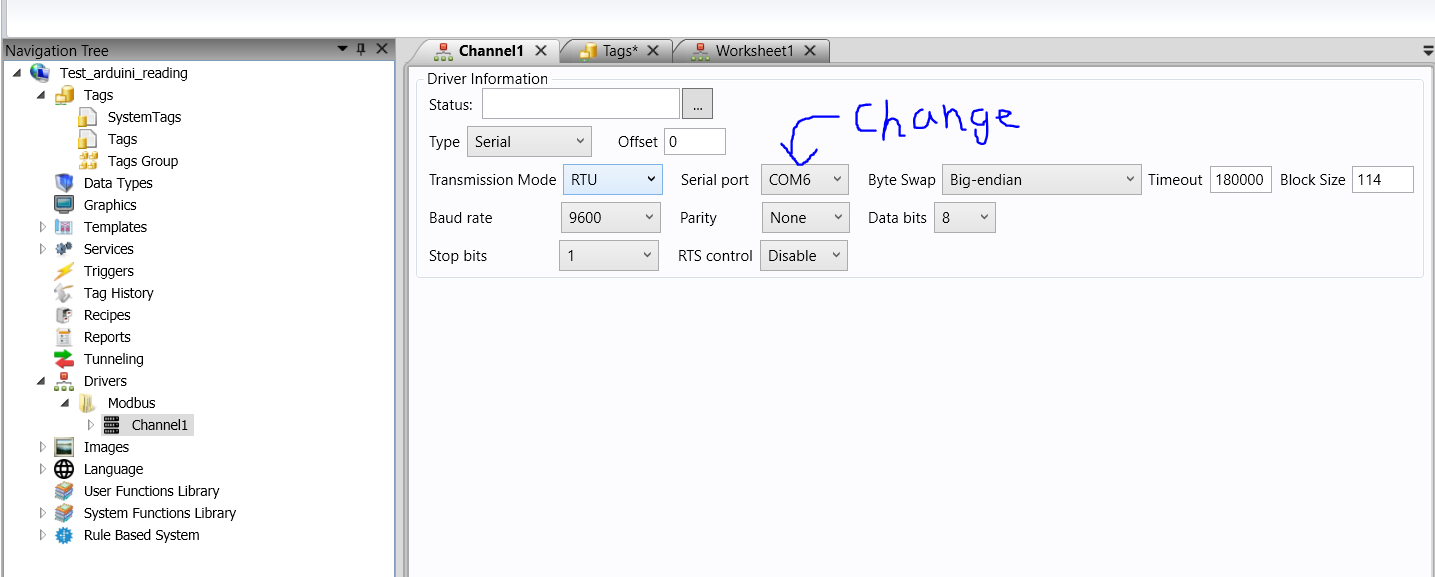 Navigation Tree
Test_arduini_reading
Tags
SystemTags
Tags
Tags Group
Data Types
Graphics
Templates
Services
Triggers
Tag History
Recipes
Reports
Tunneling
Drivers
Modbus
Channel1
Images
Language
User Functions Library
System Functions Library
Rule Based System
Channel1
Tags*
Worksheet1
Driver Information
Status: ...
Change
Type Serial Offset 0
Transmission Mode RTU Serial port COM6 Byte Swap Big-endian Timeout 180000 Block Size 114
Baud rate 9600 Parity None Data bits 8
Stop bits 1 RTS control Disable